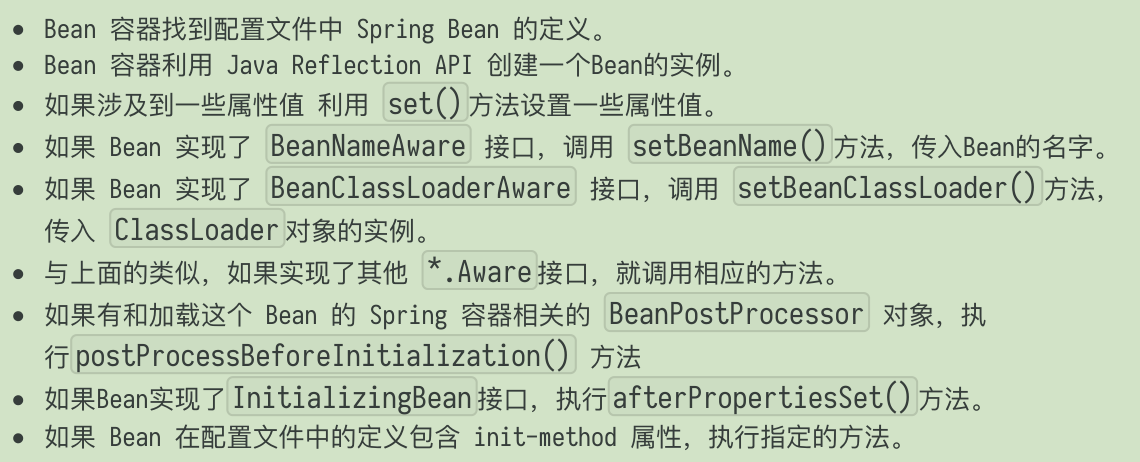 • Bean 容器找到配置文件中 Spring Bean 的定义。
• Bean 容器利用 Java Reflection API 创建一个Bean的实例。
• 如果涉及到一些属性值 利用 set()方法设置一些属性值。
• 如果 Bean 实现了 BeanNameAware 接口，调用 setBeanName()方法，传入Bean的名字。
• 如果 Bean 实现了 BeanClassLoaderAware 接口，调用 setBeanClassLoader()方法，
传入 ClassLoader对象的实例。
• 与上面的类似，如果实现了其他 *.Aware接口，就调用相应的方法。
• 如果有和加载这个 Bean 的 Spring 容器相关的 BeanPostProcessor 对象，执
行postProcessBeforeInitialization() 方法
• 如果Bean实现了InitializingBean接口，执行afterPropertiesSet()方法。
• 如果 Bean 在配置文件中的定义包含 init-method 属性，执行指定的方法。